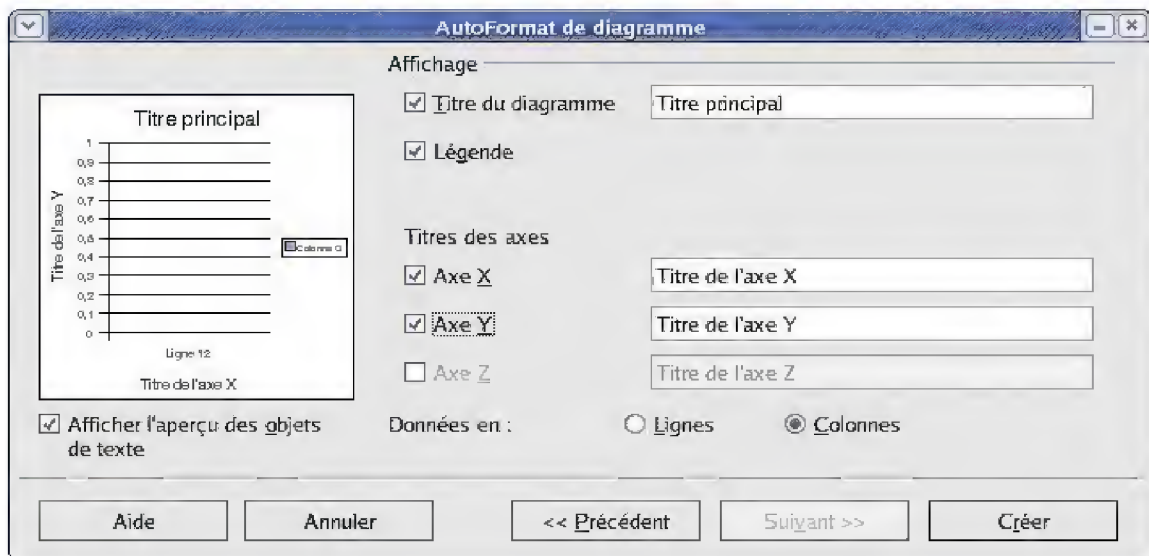 AutoFormat de diagramme
Titre principal
1
0,9
0,8
0,7
0,6
0,5
0,4
0,3
0,2
0,1
0
Titre de l'axe Y
Colonne Q
Ligne 12
Titre de l'axe X
Afficher l'aperçu des objets
de texte
Affichage
Titre du diagramme
Titre principal
Légende
Titres des axes
Axe X
Titre de l'axe X
Axe Y
Titre de l'axe Y
Axe Z
Titre de l'axe Z
Données en :
Lignes
Colonnes
Aide
Annuler
<< Précédent
Suivant >>
Créer